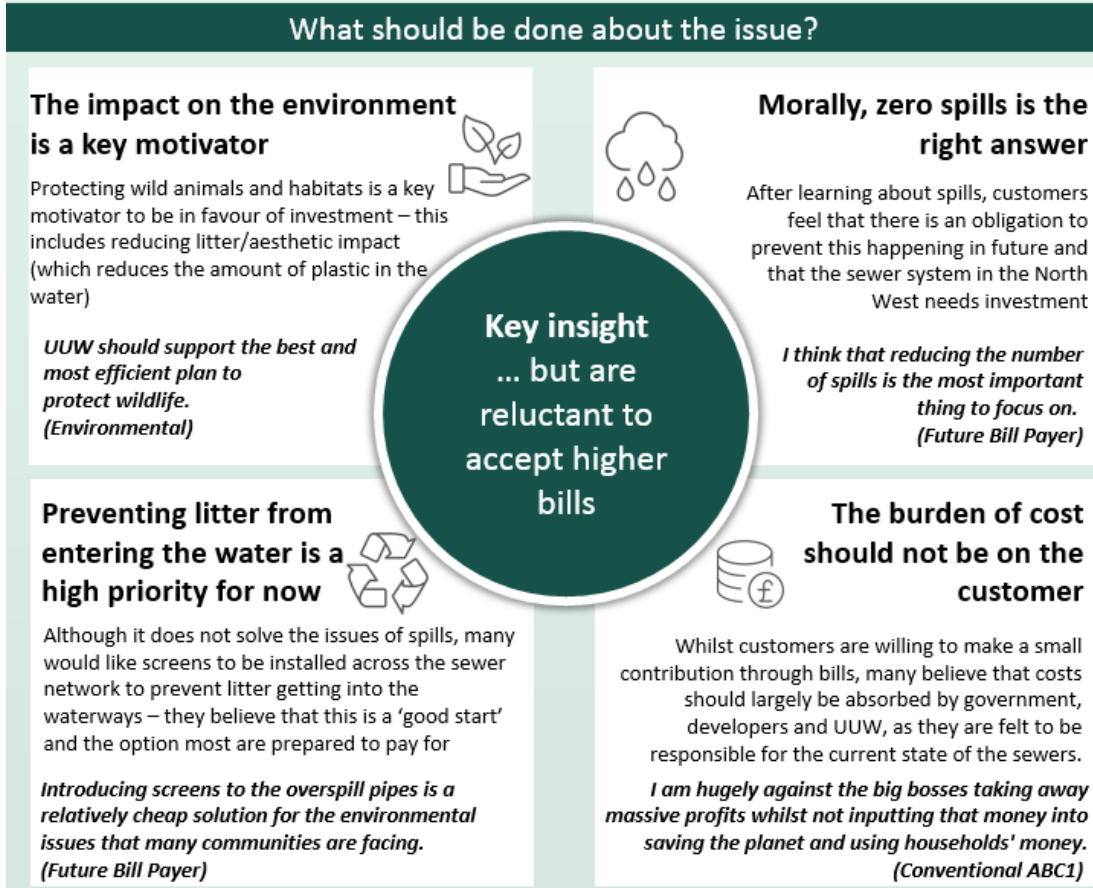 What should be done about the issue?
The impact on the environment
is a key motivator
Protecting wild animals and habitats is a key
motivator to be in favour of investment – this
includes reducing litter/aesthetic impact
(which reduces the amount of plastic in the
water)
UUW should support the best and
most efficient plan to
protect wildlife.
(Environmental)
Morally, zero spills is the
right answer
After learning about spills, customers
feel that there is an obligation to
prevent this happening in future and
that the sewer system in the North
West needs investment
I think that reducing the number
of spills is the most important
thing to focus on.
(Future Bill Payer)
Key insight
... but are
reluctant to
accept higher
bills
Preventing litter from
entering the water is a
high priority for now
Although it does not solve the issues of spills, many
would like screens to be installed across the sewer
network to prevent litter getting into the
waterways – they believe that this is a ‘good start’
and the option most are prepared to pay for
Introducing screens to the overspill pipes is a
relatively cheap solution for the environmental
issues that many communities are facing.
(Future Bill Payer)
The burden of cost
should not be on the
customer
£
Whilst customers are willing to make a small
contribution through bills, many believe that costs
should largely be absorbed by government,
developers and UUW, as they are felt to be
responsible for the current state of the sewers.
I am hugely against the big bosses taking away
massive profits whilst not inputting that money into
saving the planet and using households' money.
(Conventional ABC1)